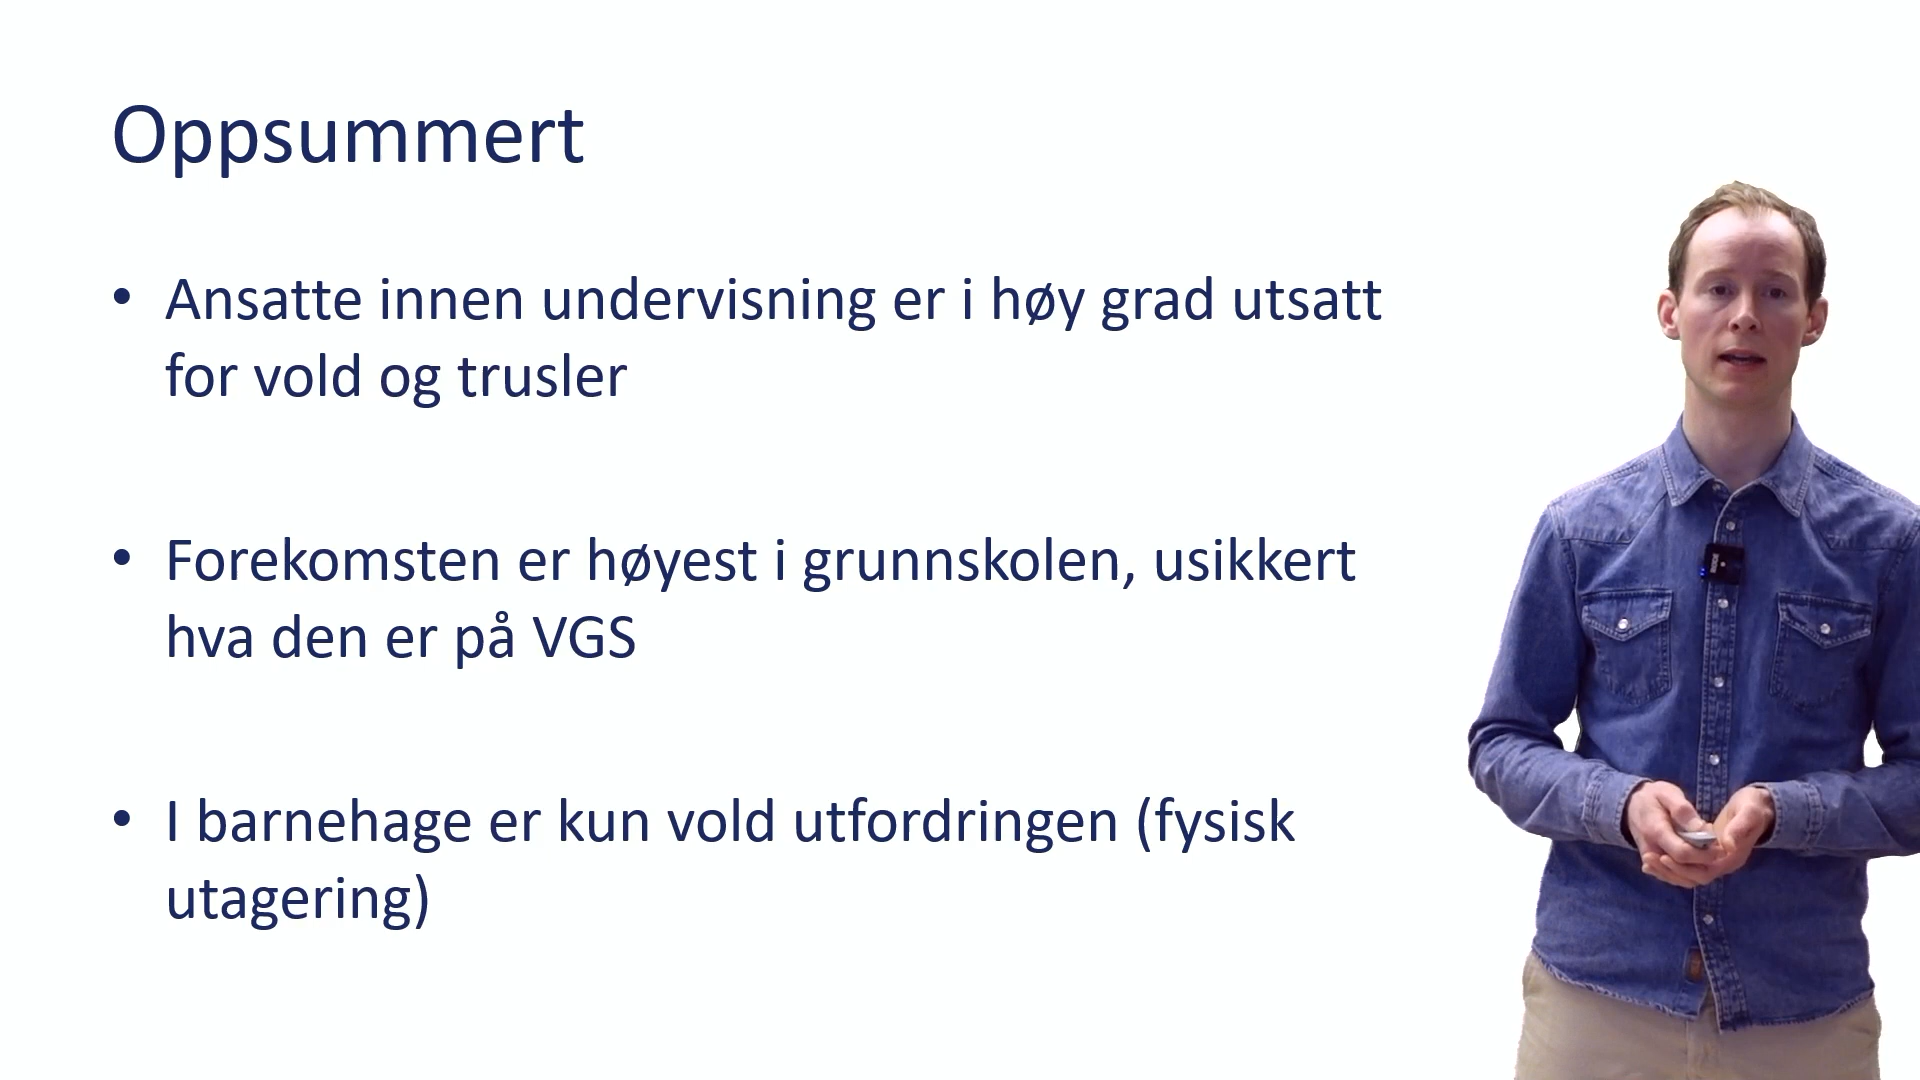 Oppsummert
• Ansatte innen undervisning er i høy grad utsatt
for vold og trusler
• Forekomsten er høyest i grunnskolen, usikkert
hva den er på VGS
• I barnehage er kun vold utfordringen (fysisk
utagering)